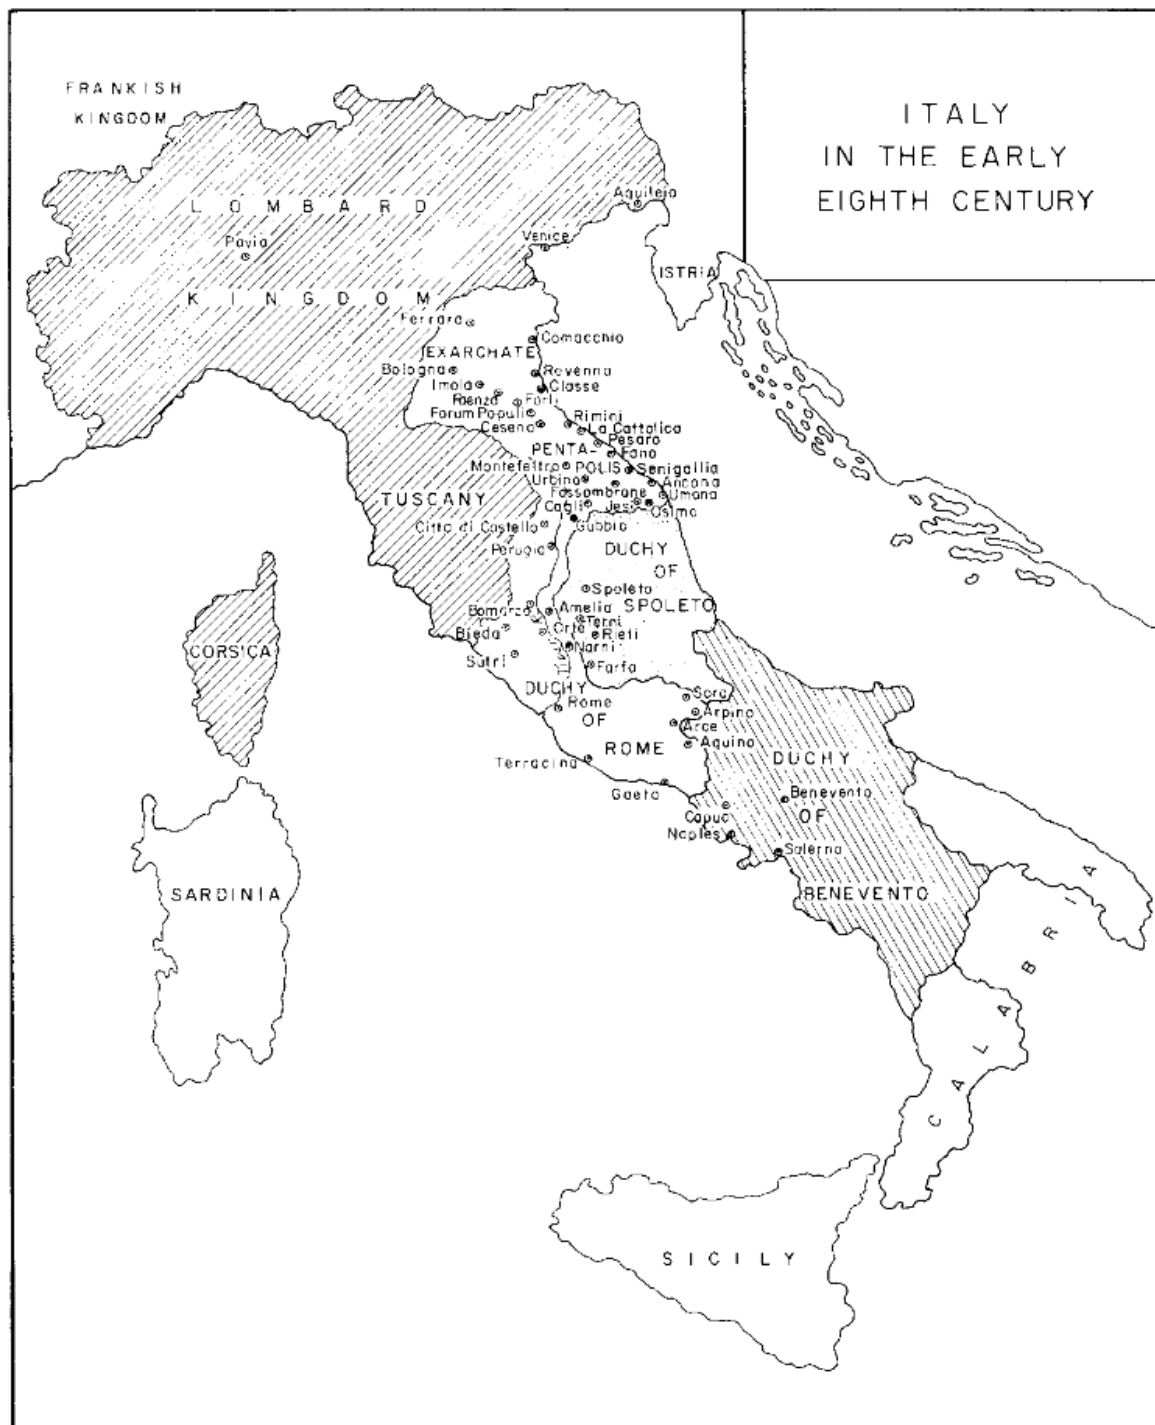 ITALY
IN THE EARLY
EIGHTH CENTURY
FRANKISH
KINGDOM
LOMBARD
KINGDOM
Pavia
Aquileia
Venice
ISTRIA
Ferrara
Comacchio
EXARCHATE
Bologna
Ravenna
Imola
Classe
Faenza
Forli
Forum Populi
Rimini
Cesena
La Cattolica
Pesaro
PENTA-
Fano
Montefeltro
POLIS
Senigallia
Urbino
Ancona
Fossombrone
Umana
TUSCANY
Cagli
Jesi
Osimo
Citta di Castello
Gubbio
Perugia
DUCHY
OF
SPOLETO
Spoleto
Bomarzo
Amelia
Terni
Bieda
Orte
Rieti
Sutri
Narni
Farfa
CORSICA
DUCHY
OF
ROME
Rome
Sora
Arpino
Arce
Aquino
Terracina
Gaeta
DUCHY
OF
BENEVENTO
Benevento
Capua
Naples
Salerno
SARDINIA
CALABRIA
SICILY